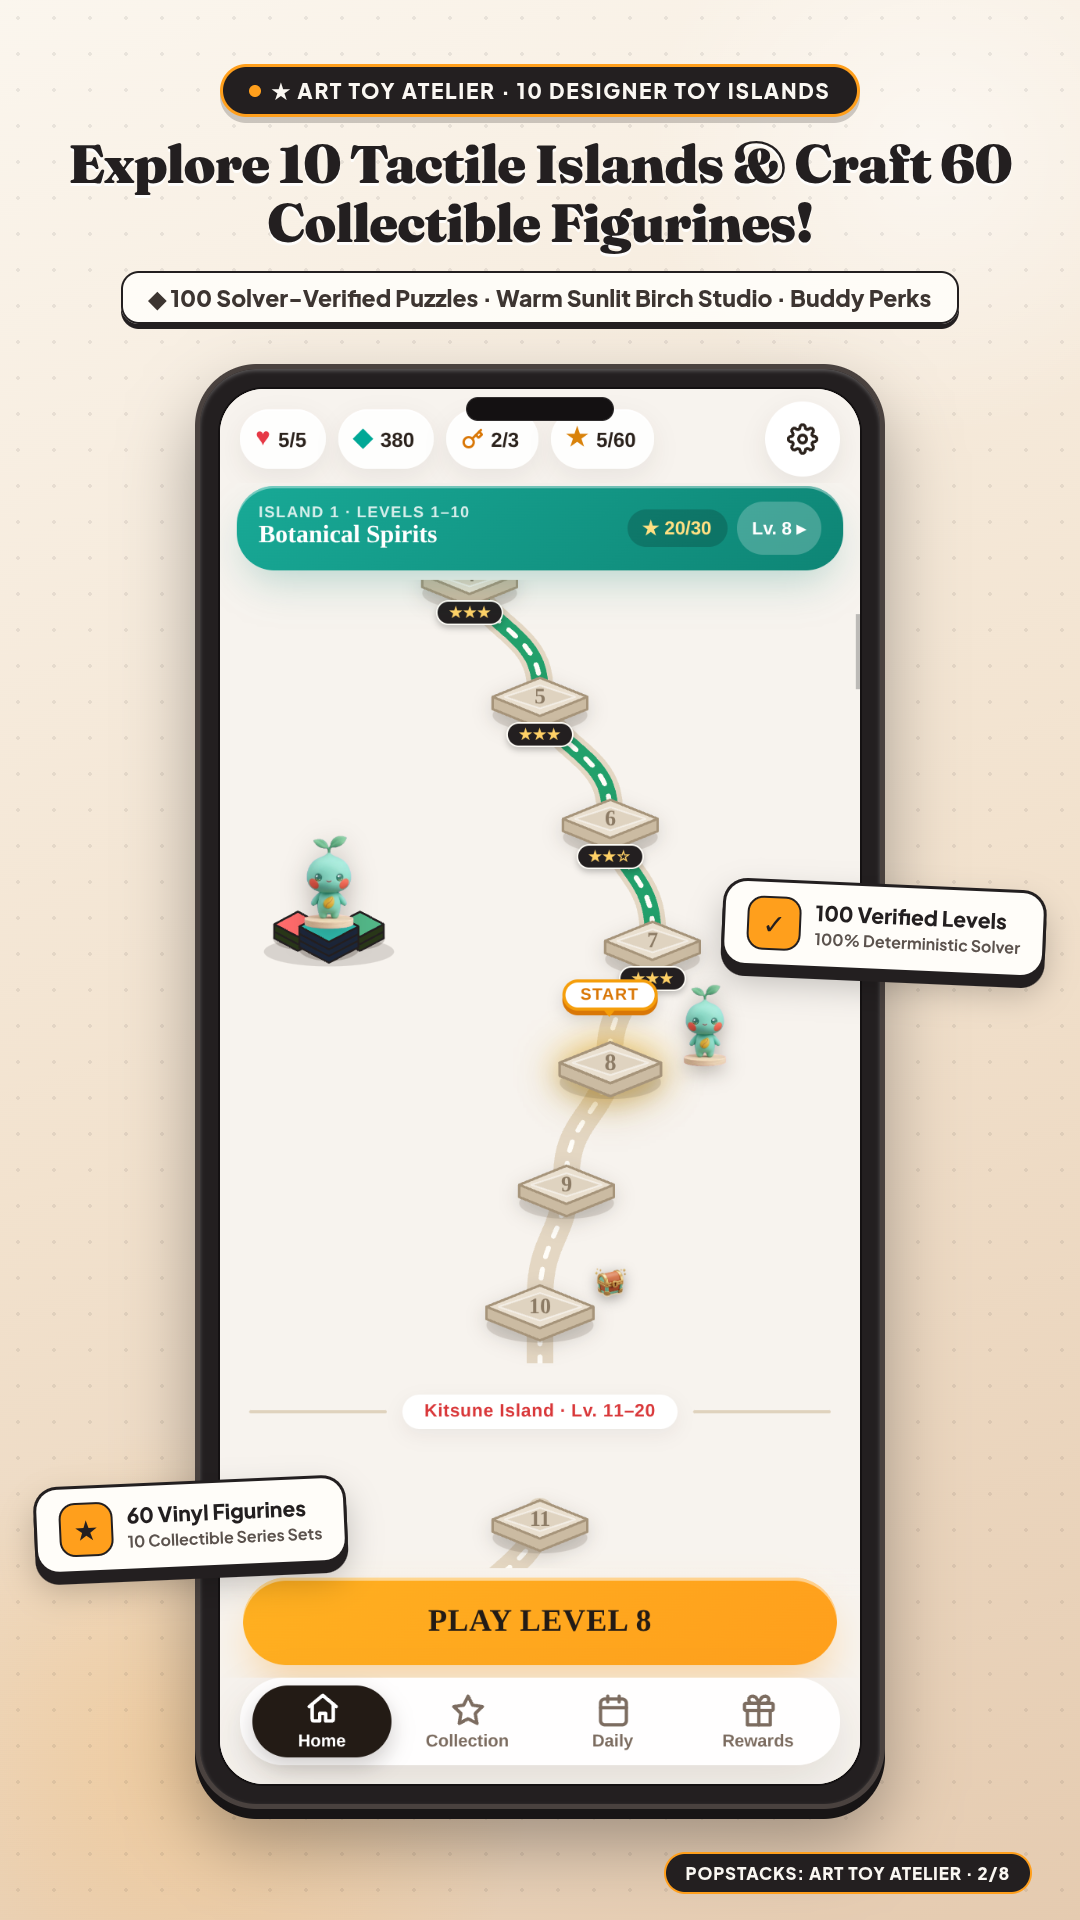 ★ ART TOY ATELIER · 10 DESIGNER TOY ISLANDS
Explore 10 Tactile Islands & Craft 60
Collectible Figurines!
◆ 100 Solver-Verified Puzzles · Warm Sunlit Birch Studio · Buddy Perks
5/5
380
2/3
5/60
ISLAND 1 · LEVELS 1–10
Botanical Spirits
★ 20/30
Lv. 8 ▸
★★★
5
★★★
6
★★☆
7
★★★
START
8
9
10
100 Verified Levels
100% Deterministic Solver
Kitsune Island · Lv. 11–20
11
60 Vinyl Figurines
10 Collectible Series Sets
PLAY LEVEL 8
Home
Collection
Daily
Rewards
POPSTACKS: ART TOY ATELIER · 2/8